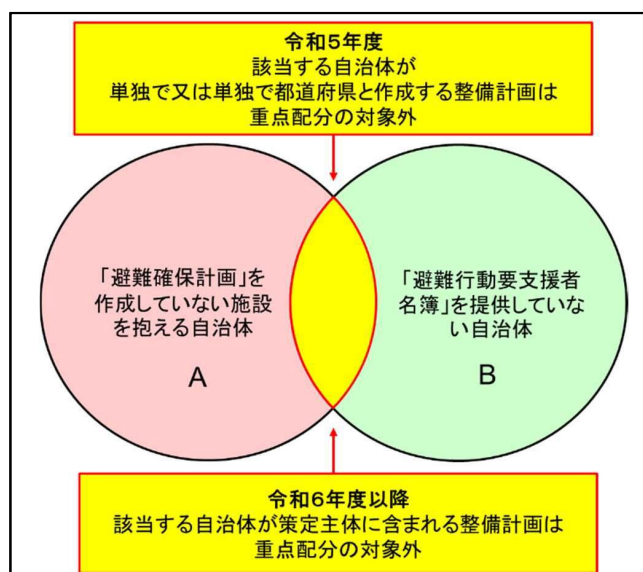 令和5年度
該当する自治体が
単独で又は単独で都道府県と作成する整備計画は
重点配分の対象外
「避難確保計画」を
作成していない施設
を抱える自治体
A
「避難行動要支援者
名簿」を提供していな
い自治体
B
令和6年度以降
該当する自治体が策定主体に含まれる整備計画は
重点配分の対象外